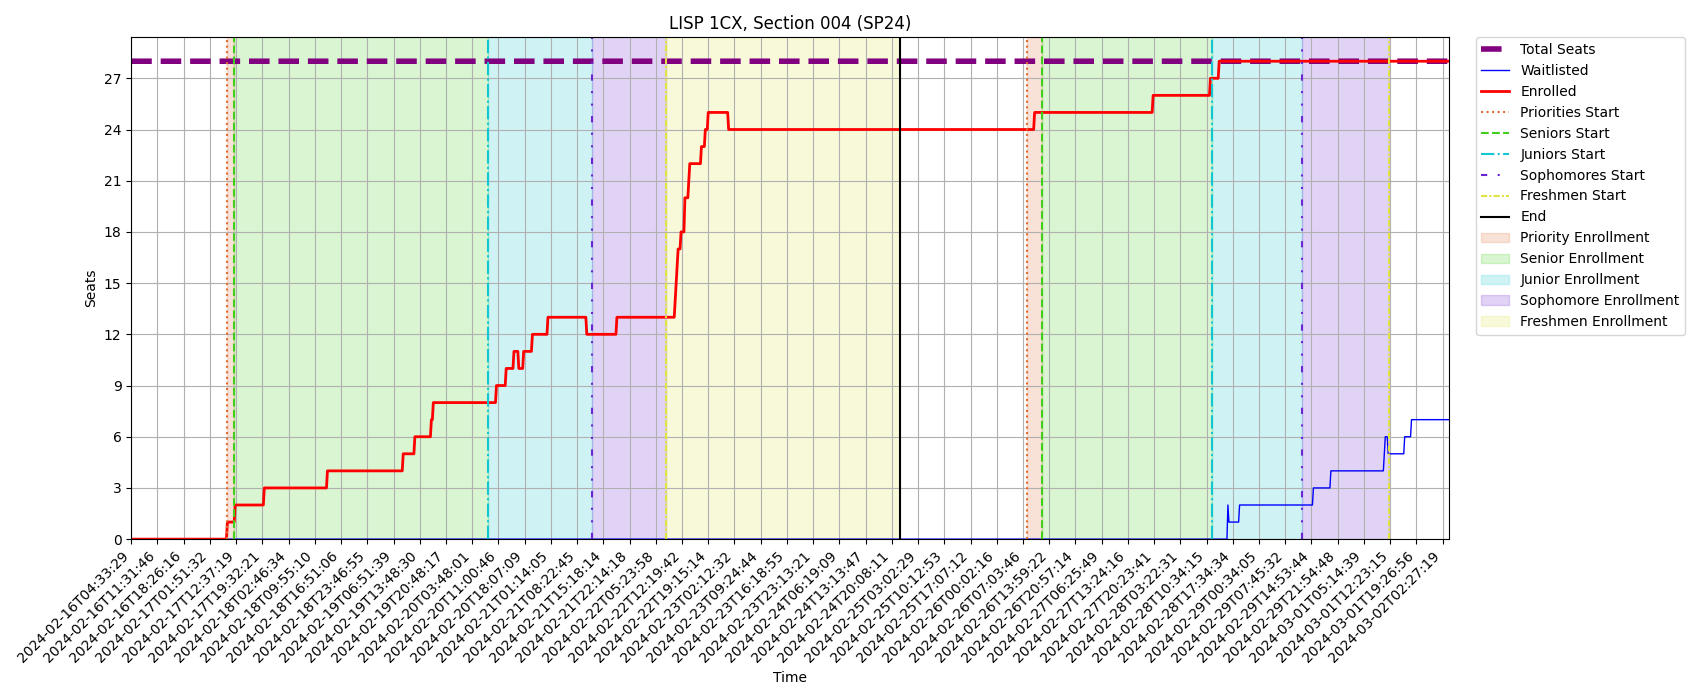 LISP 1CX, Section 004 (SP24)
Total Seats
Waitlisted
Enrolled
Priorities Start
Seniors Start
Juniors Start
Sophomores Start
Freshmen Start
End
Priority Enrollment
Senior Enrollment
Junior Enrollment
Sophomore Enrollment
Freshmen Enrollment
Seats
27
24
21
18
15
12
9
6
3
0
2024-02-16T04:33:29
2024-02-16T11:31:46
2024-02-16T18:26:16
2024-02-17T01:51:32
2024-02-17T12:37:19
2024-02-17T19:32:21
2024-02-18T02:46:34
2024-02-18T09:55:10
2024-02-18T16:51:06
2024-02-18T23:46:55
2024-02-19T06:51:39
2024-02-19T13:48:30
2024-02-19T20:48:17
2024-02-20T03:48:01
2024-02-20T11:00:46
2024-02-20T18:07:09
2024-02-21T01:14:05
2024-02-21T08:22:45
2024-02-21T15:18:14
2024-02-21T22:14:18
2024-02-22T05:23:58
2024-02-22T12:19:42
2024-02-22T19:15:14
2024-02-23T02:12:32
2024-02-23T09:24:44
2024-02-23T16:18:55
2024-02-23T23:13:21
2024-02-24T06:19:09
2024-02-24T13:13:47
2024-02-24T20:08:11
2024-02-25T03:02:29
2024-02-25T10:12:53
2024-02-25T17:07:12
2024-02-26T00:02:16
2024-02-26T07:03:46
2024-02-26T13:59:22
2024-02-26T20:57:14
2024-02-27T06:25:49
2024-02-27T13:24:16
2024-02-27T20:23:41
2024-02-28T03:22:31
2024-02-28T10:34:15
2024-02-28T17:34:34
2024-02-29T00:34:05
2024-02-29T07:45:32
2024-02-29T14:53:44
2024-02-29T21:54:48
2024-03-01T05:14:39
2024-03-01T12:23:15
2024-03-01T19:26:56
2024-03-02T02:27:19
Time